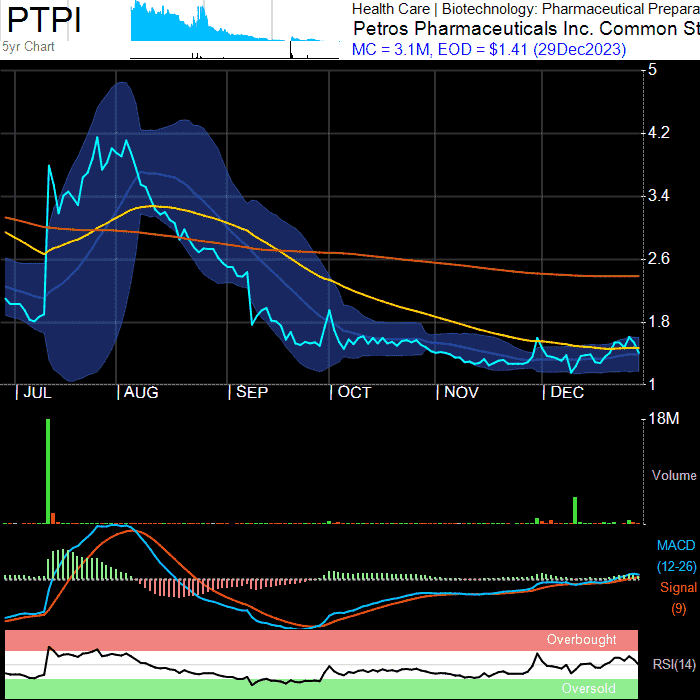 PTPI
5yr Chart
Health Care | Biotechnology: Pharmaceutical Prepara
Petros Pharmaceuticals Inc. Common St
MC = 3.1M, EOD = $1.41 (29Dec2023)
5
4.2
3.4
2.6
1.8
1
JUL
AUG
SEP
OCT
NOV
DEC
18M
Volume
MACD
(12-26)
Signal
(9)
Overbought
RSI(14)
Oversold